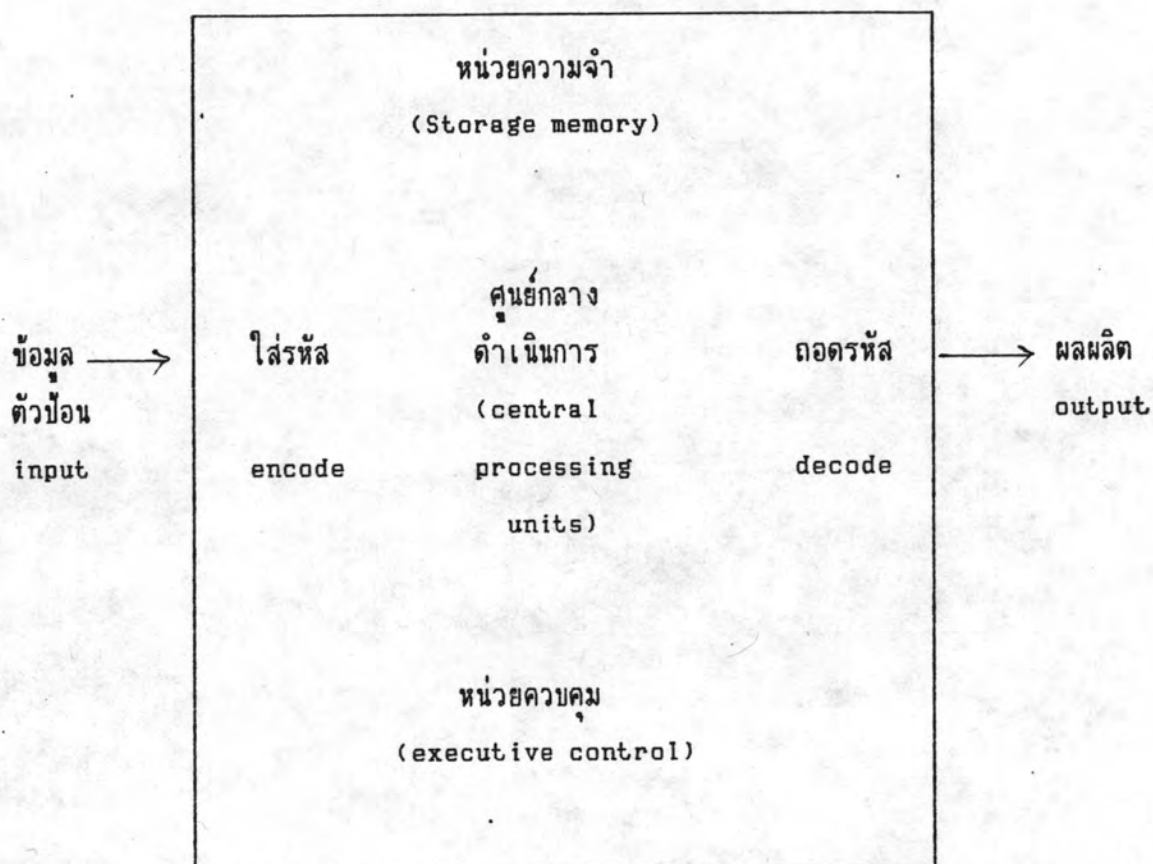 หน่วยความจำ
(Storage memory)
ศูนย์กลาง
ข้อมูล ใส่รหัส ดำเนินการ ถอดรหัส ผลผลิต
ตัวป้อน (central output
input encode processing decode
units)
หน่วยควบคุม
(executive control)